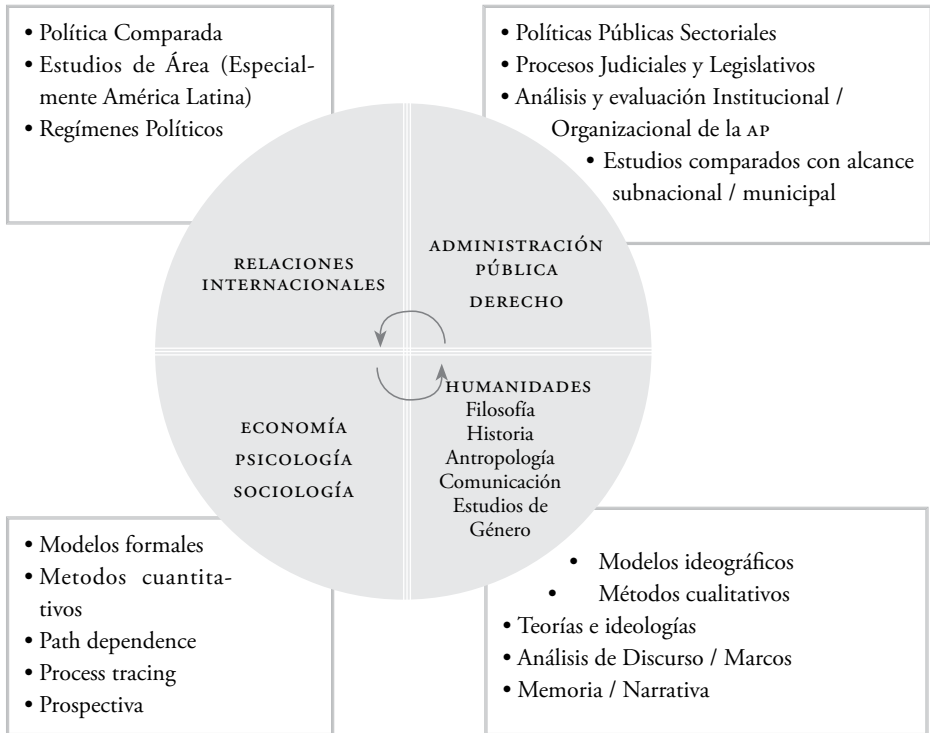 • Política Comparada
• Estudios de Área (Especial-
mente América Latina)
• Regímenes Políticos
• Políticas Públicas Sectoriales
• Procesos Judiciales y Legislativos
• Análisis y evaluación Institucional /
Organizacional de la AP
• Estudios comparados con alcance
subnacional / municipal
RELACIONES
INTERNACIONALES
ADMINISTRACIÓN
PÚBLICA
DERECHO
ECONOMÍA
PSICOLOGÍA
SOCIOLOGÍA
HUMANIDADES
Filosofía
Historia
Antropología
Comunicación
Estudios de
Género
• Modelos formales
• Metodos cuantita-
tivos
• Path dependence
• Process tracing
• Prospectiva
• Modelos ideográficos
• Métodos cualitativos
• Teorías e ideologías
• Análisis de Discurso / Marcos
• Memoria / Narrativa